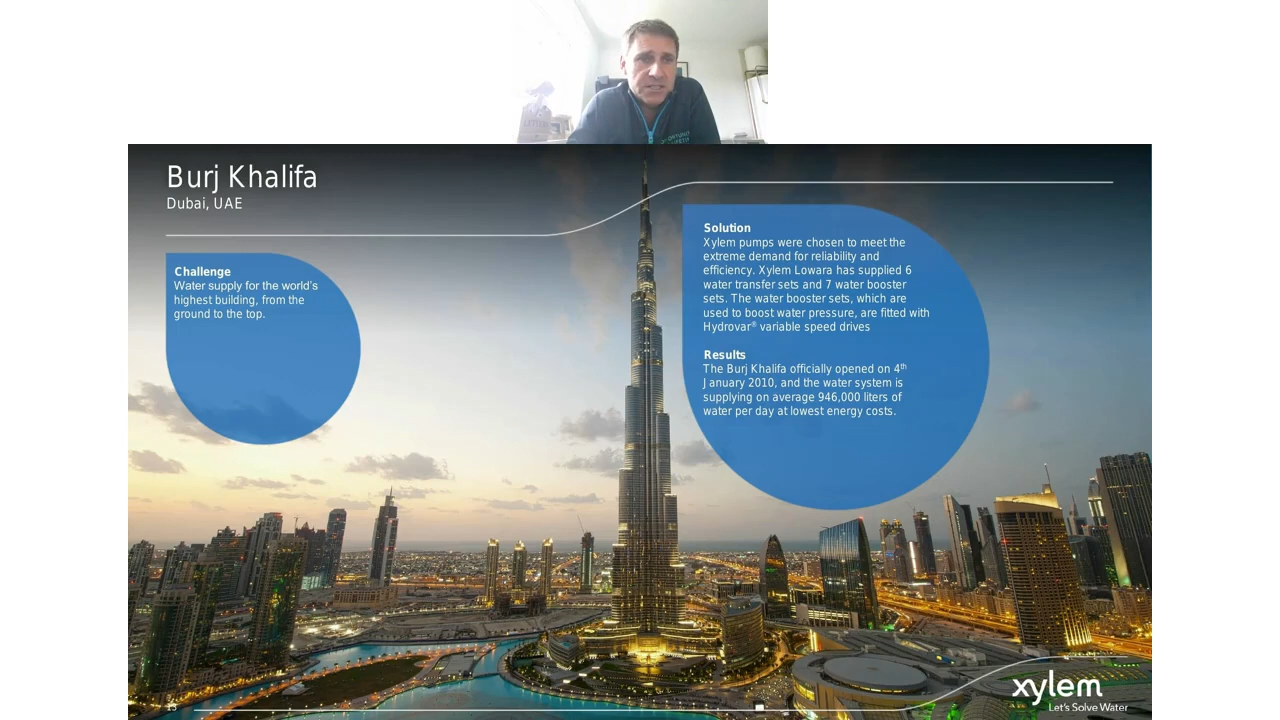 Burj Khalifa
Dubai, UAE
Challenge
Water supply for the world's
highest building, from the
ground to the top.
Solution
Xylem pumps were chosen to meet the
extreme demand for reliability and
efficiency. Xylem Lowara has supplied 6
water transfer sets and 7 water booster
sets. The water booster sets, which are
used to boost water pressure, are fitted with
Hydrovar® variable speed drives
Results
The Burj Khalifa officially opened on 4th
January 2010, and the water system is
supplying on average 946,000 liters of
water per day at lowest energy costs.
13
xylem
Let's Solve Water